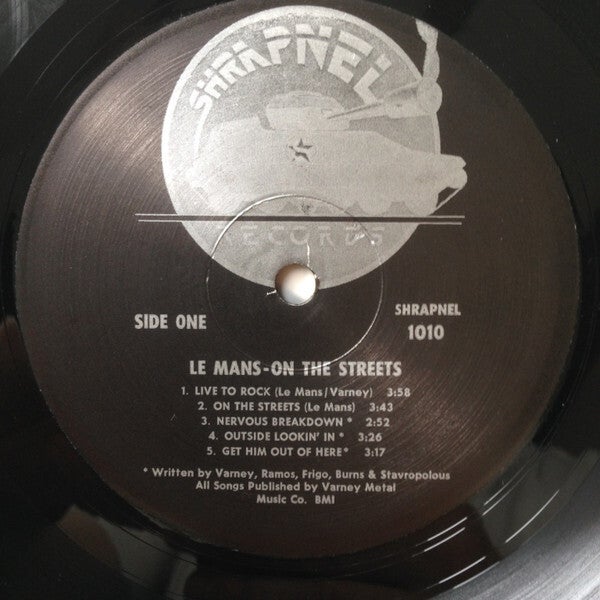 SHRAPNEL
RECORDS
SIDE ONE
SHRAPNEL
1010
LE MANS-ON THE STREETS
1. LIVE TO ROCK (Le Mans/Varney) 3:58
2. ON THE STREETS (Le Mans) 3:43
3. NERVOUS BREAKDOWN * 2:52
4. OUTSIDE LOOKIN' IN * 3:26
5. GET HIM OUT OF HERE* 3:17
* Written by Varney, Ramos, Frigo, Burns & Stavropolous
All Songs Published by Varney Metal
Music Co. BMI